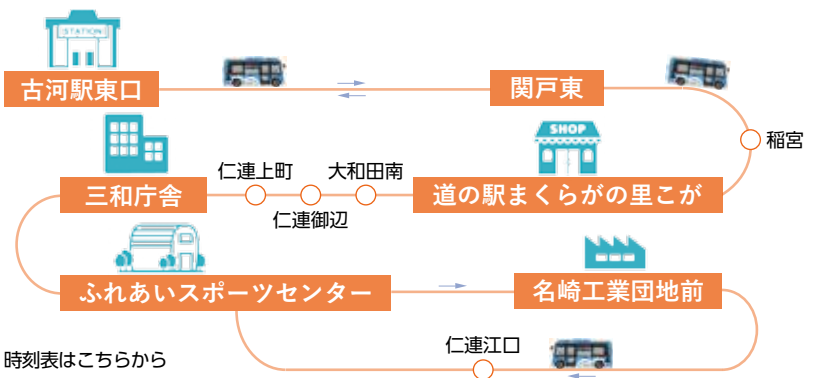 STATION
古河駅東口
関戸東
稲宮
SHOP
道の駅まくらがの里こが
大和田南
仁連御辺
仁連上町
三和庁舎
ふれあいスポーツセンター
名崎工業団地前
仁連江口
時刻表はこちらから